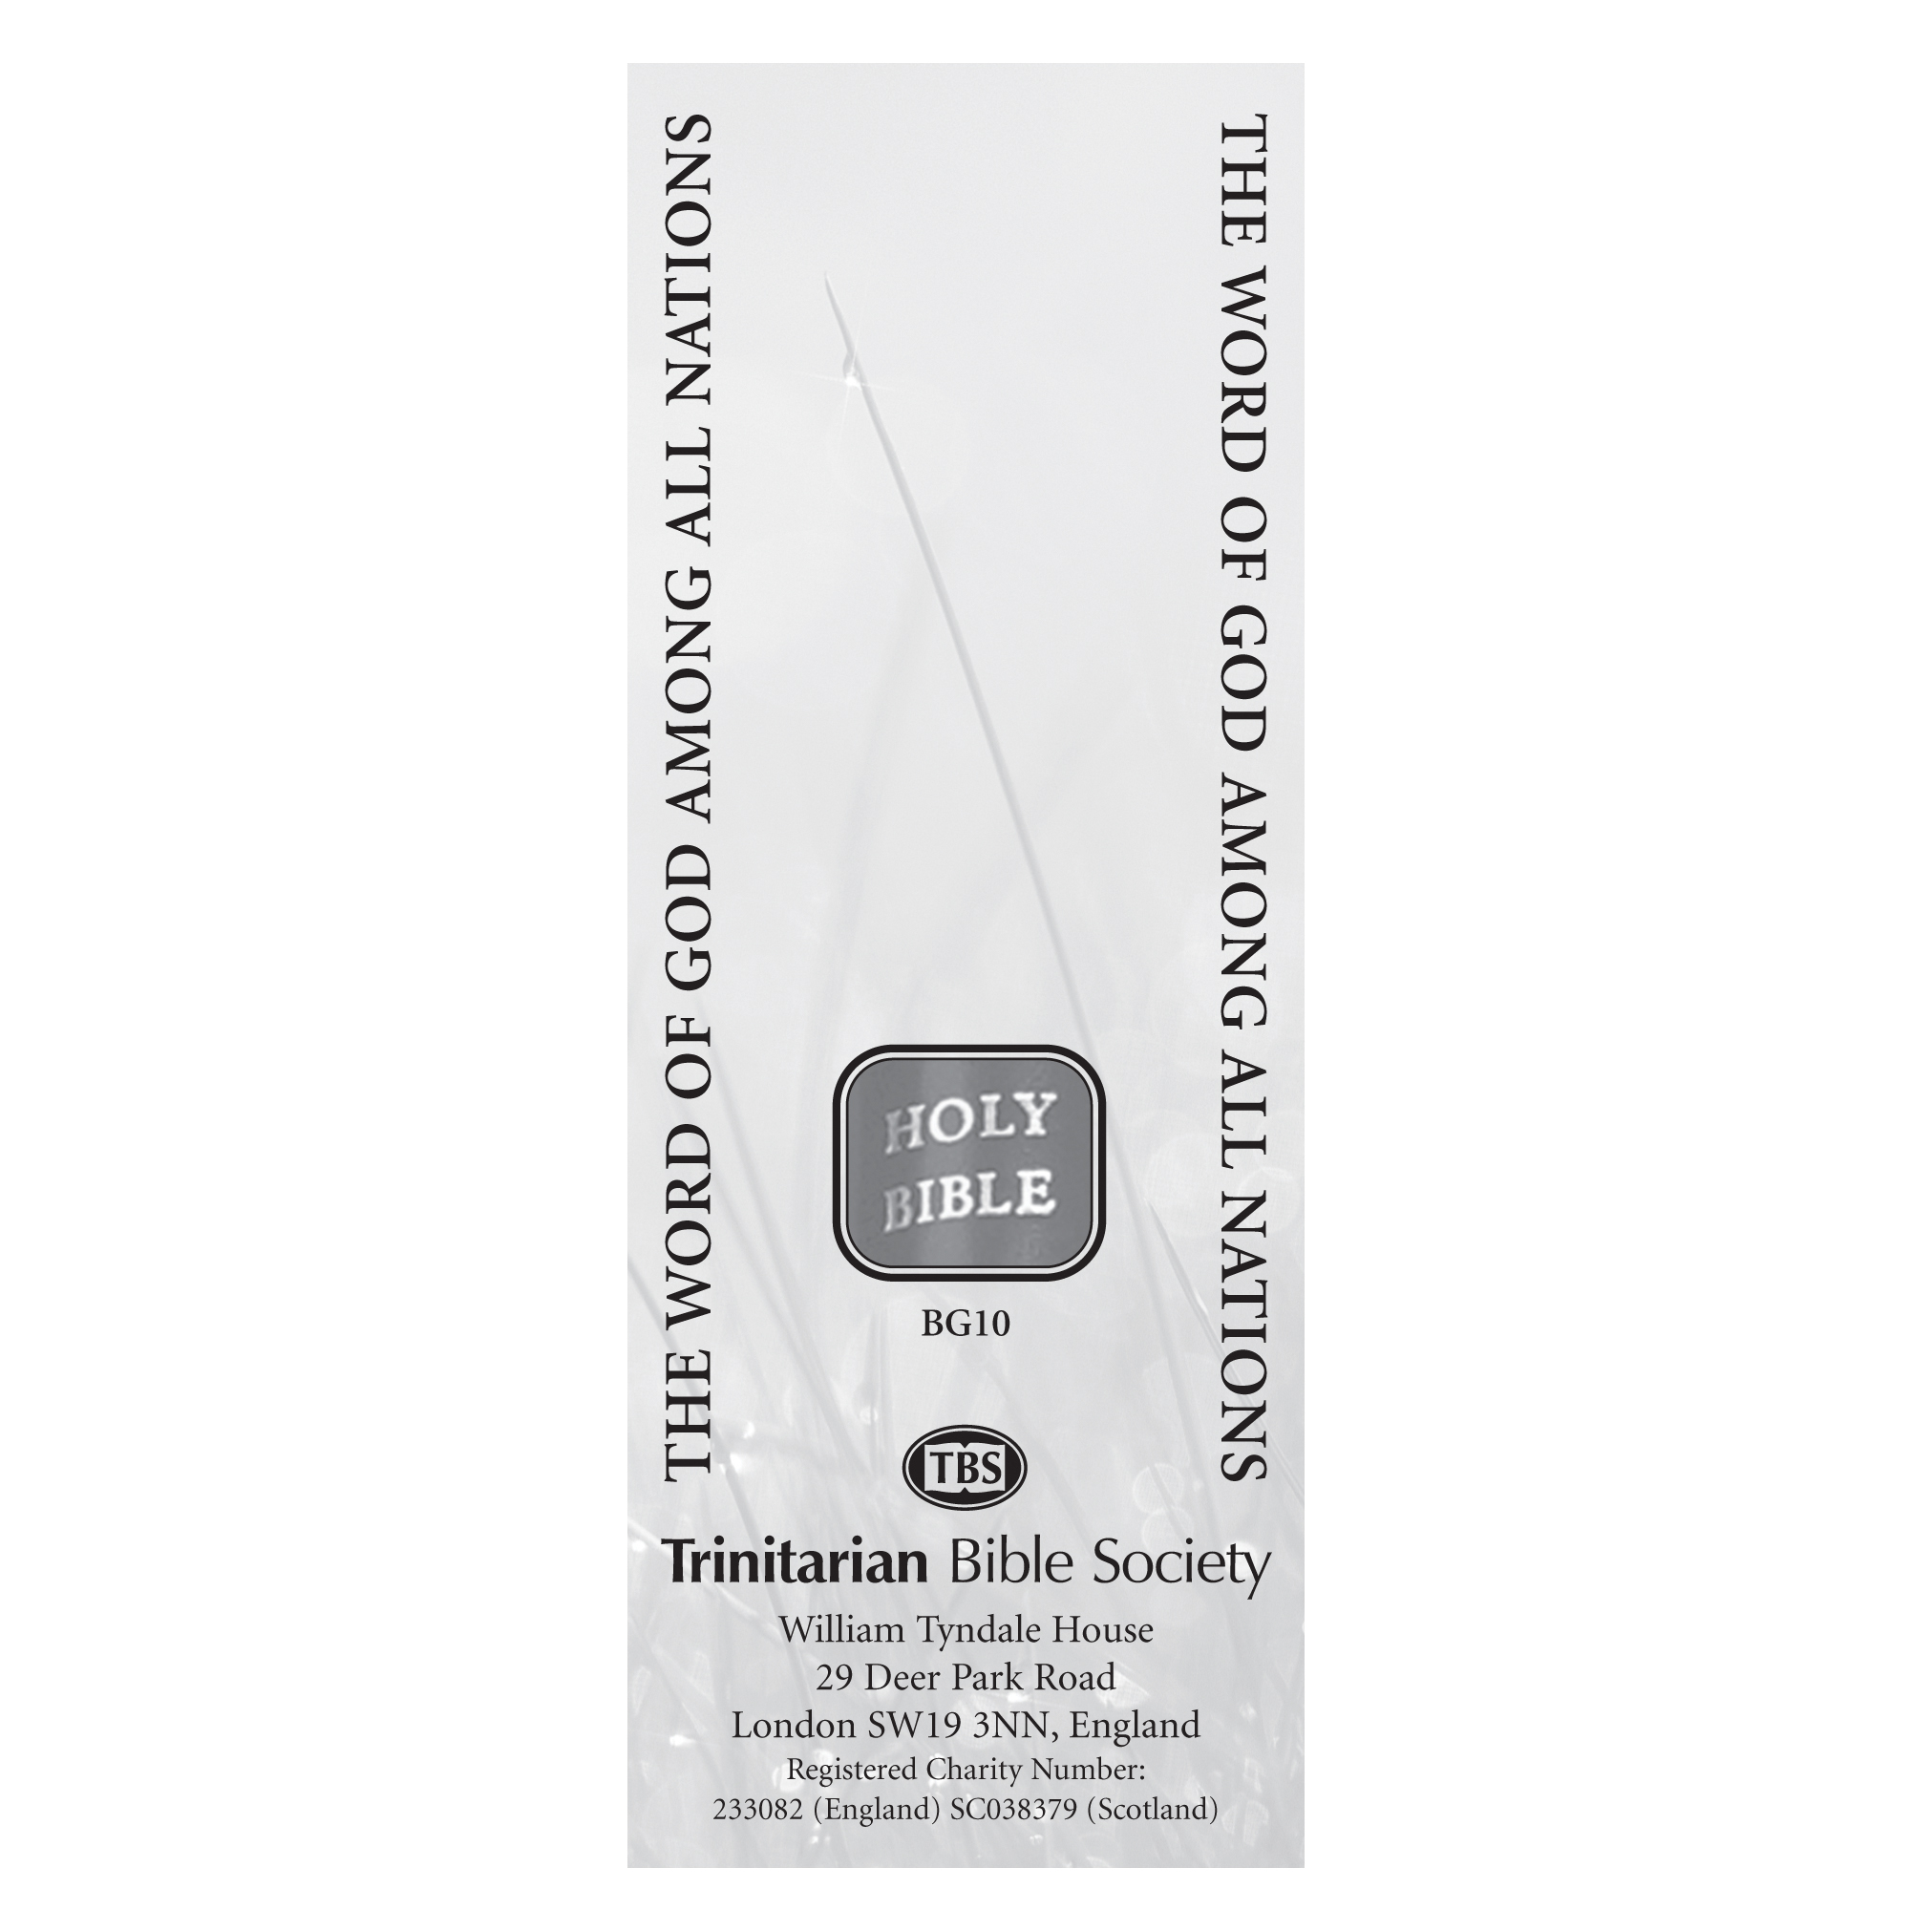 THE WORD OF GOD AMONG ALL NATIONS
THE WORD OF GOD AMONG ALL NATIONS
HOLY
BIBLE
BG10
TBS
Trinitarian Bible Society
William Tyndale House
29 Deer Park Road
London SW19 3NN, England
Registered Charity Number:
233082 (England) SC038379 (Scotland)